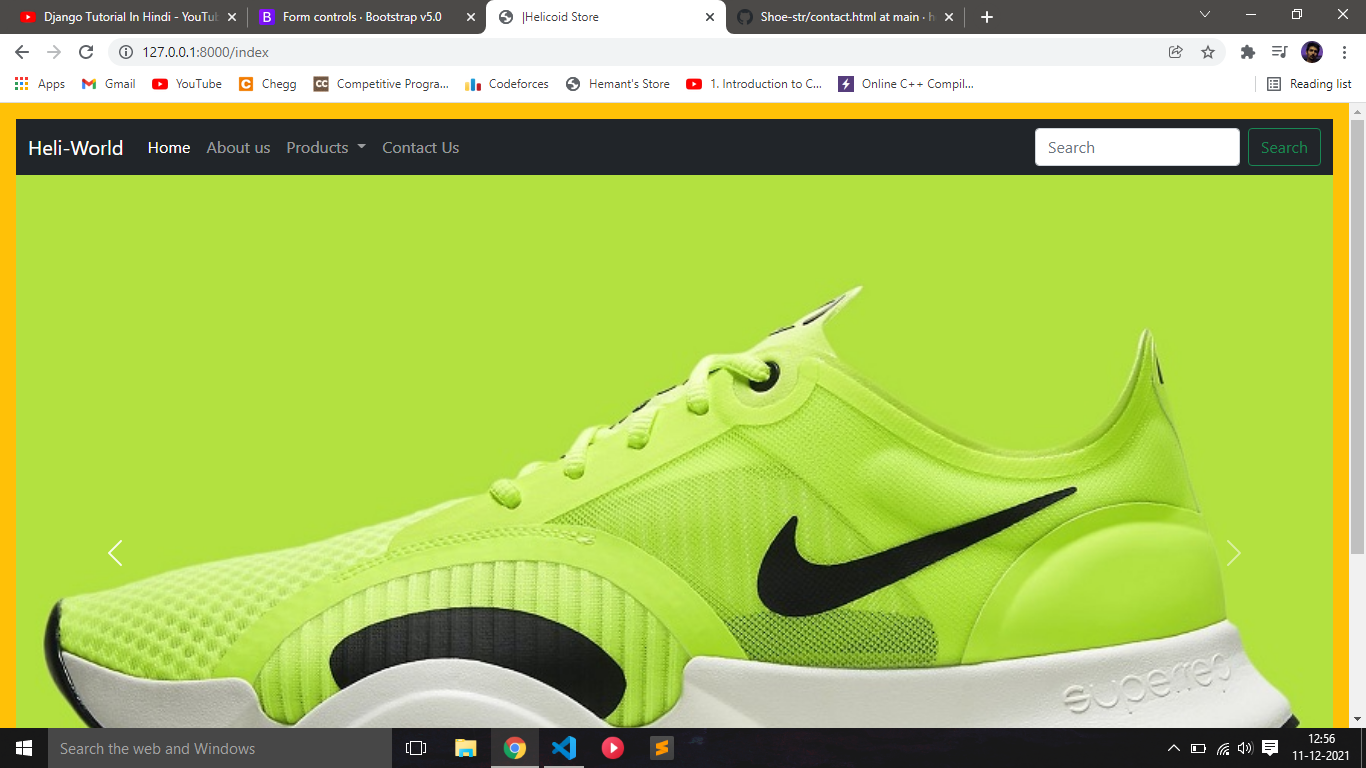 Django Tutorial In Hindi - YouTu
Form controls · Bootstrap v5.0
|Helicoid Store
Shoe-str/contact.html at main · h
127.0.0.1:8000/index
Apps
Gmail
YouTube
Chegg
CC
Competitive Progra...
Codeforces
Hemant's Store
1. Introduction to C...
Online C++ Compil...
Reading list
Heli-World
Home
About us
Products
Contact Us
Search
Search
superrep
Search the web and Windows
12:56
11-12-2021